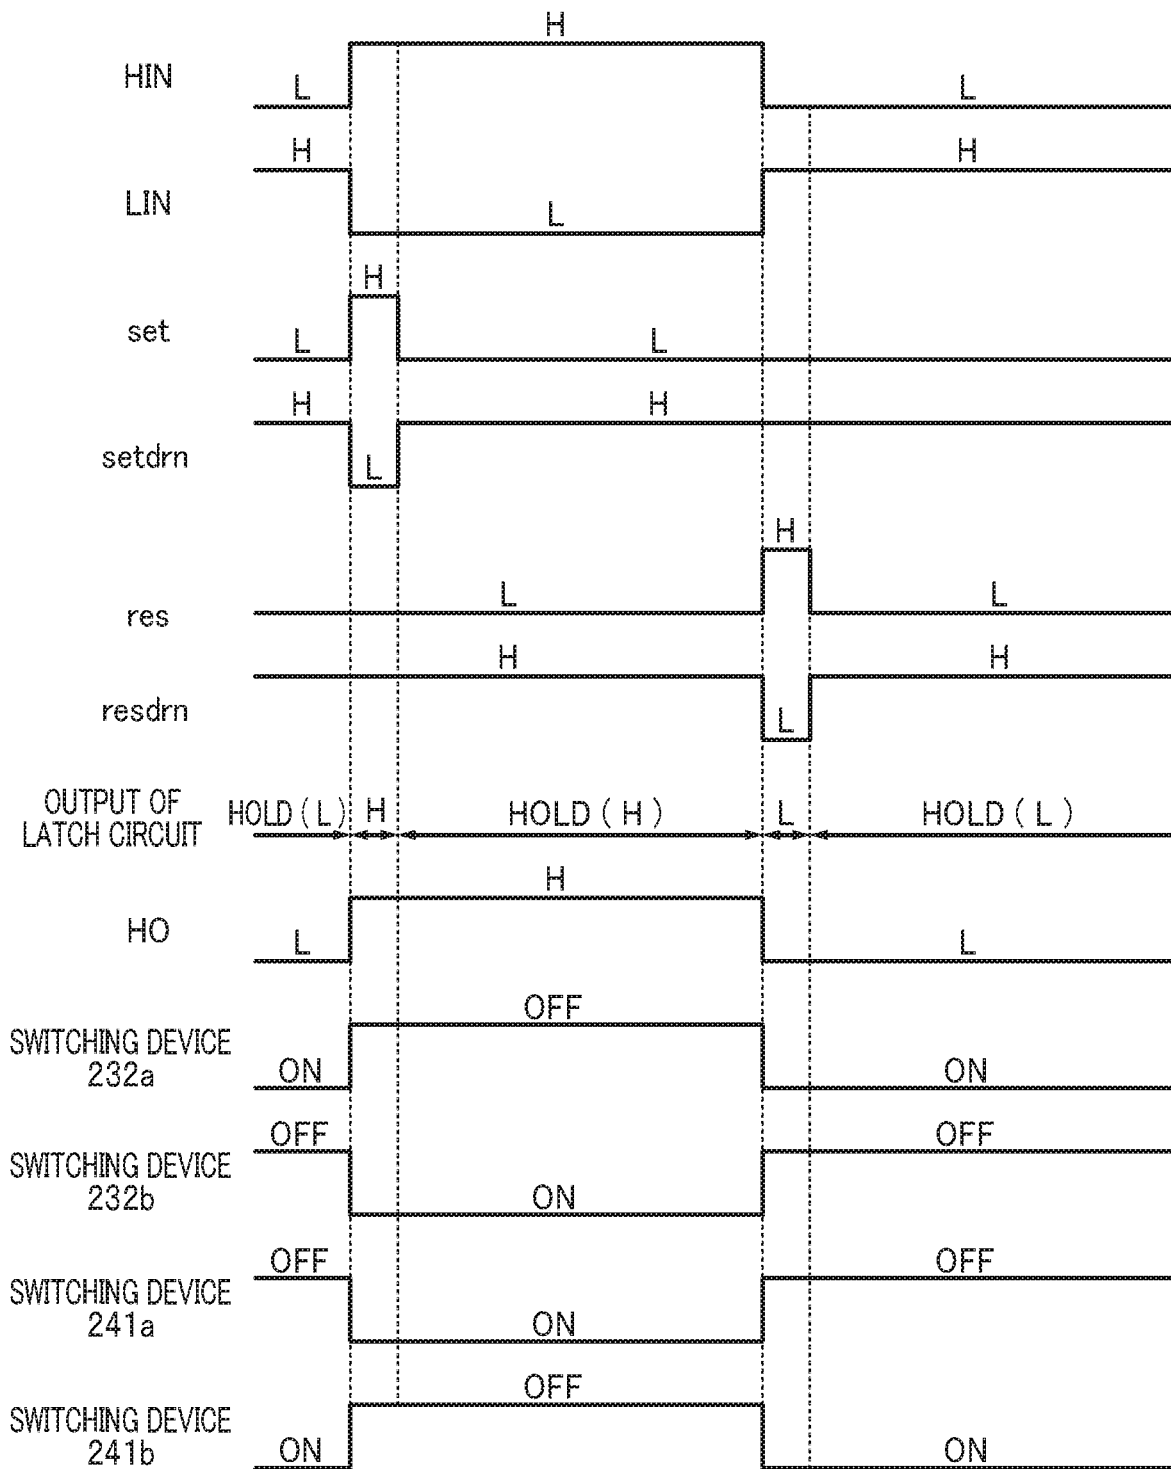 H
HIN
L
L
H
H
LIN
L
H
set
L
L
H
H
setdrn
L
H
res
L
L
H
H
resdrn
L
OUTPUT OF
LATCH CIRCUIT
HOLD ( L )
H
HOLD ( H )
L
HOLD ( L )
H
HO
L
L
OFF
SWITCHING DEVICE
232a
ON
ON
OFF
OFF
SWITCHING DEVICE
232b
ON
OFF
OFF
SWITCHING DEVICE
241a
ON
OFF
SWITCHING DEVICE
241b
ON
ON